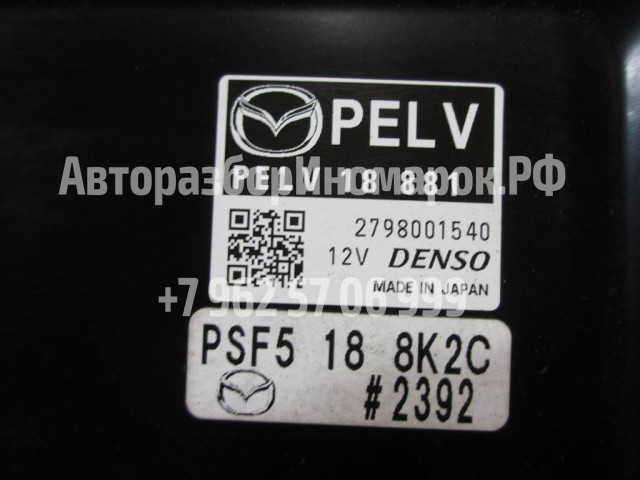 PELV
PELV 18 881
АвторазборИномарок.РФ
2798001540
12V DENSO
MADE IN JAPAN
+7 962 57 06 999
PSF5 18 8K2C
#2392